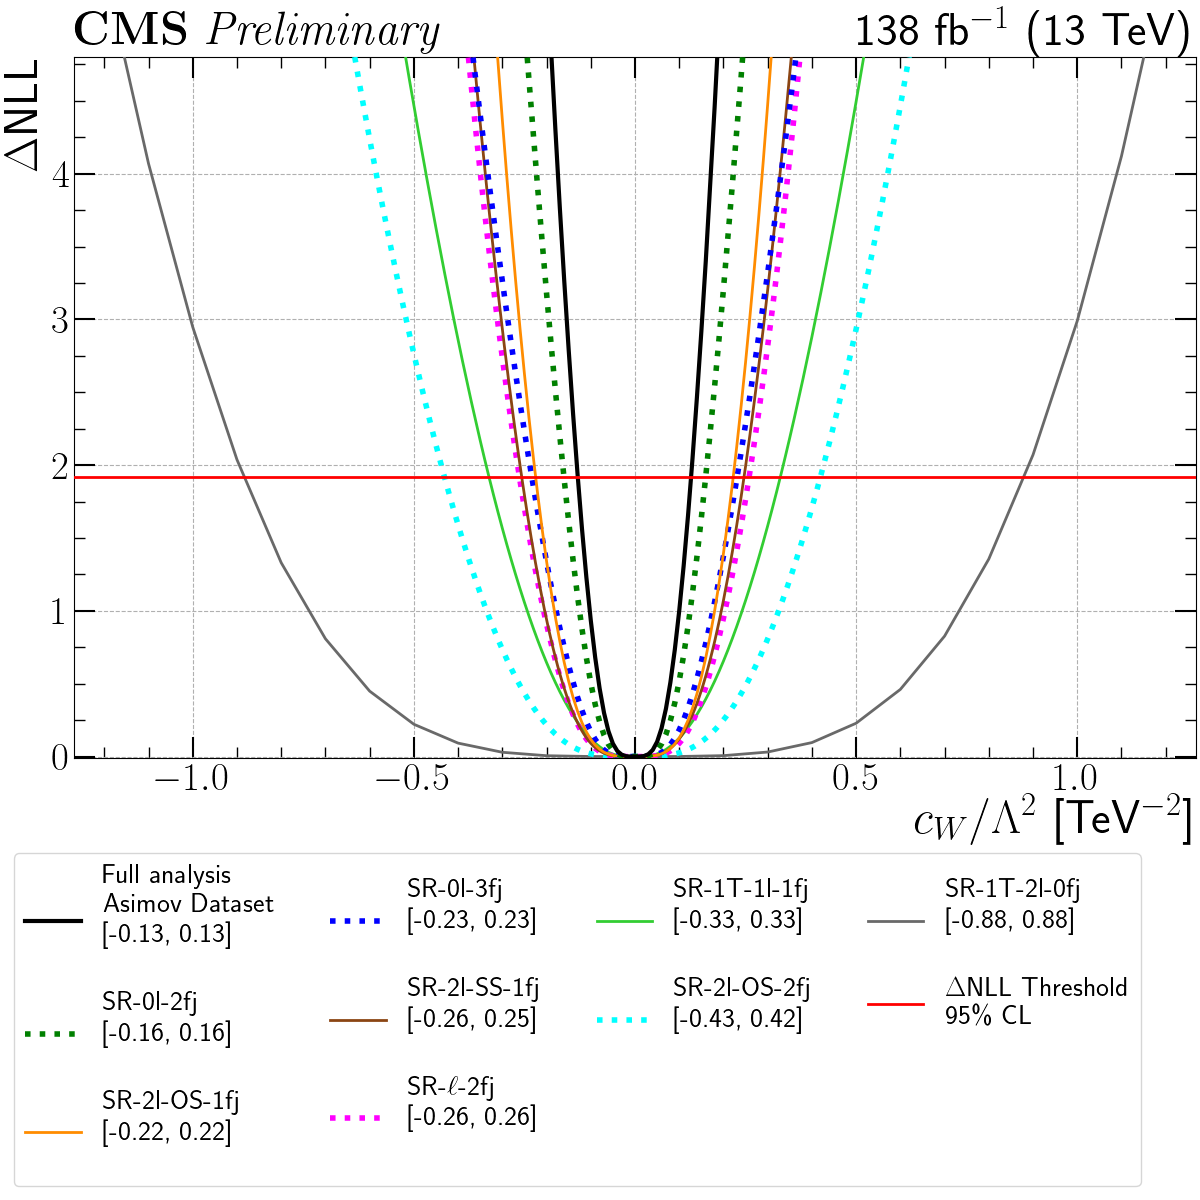 CMS Preliminary 138 fb⁻¹ (13 TeV)
ΔNLL
4
3
2
1
0
−1.0 −0.5 0.0 0.5 1.0
c_W/Λ² [TeV⁻²]
Full analysis
Asimov Dataset
[-0.13, 0.13]
SR-0l-2fj
[-0.16, 0.16]
SR-2l-OS-1fj
[-0.22, 0.22]
SR-0l-3fj
[-0.23, 0.23]
SR-2l-SS-1fj
[-0.26, 0.25]
SR-ℓ-2fj
[-0.26, 0.26]
SR-1T-1l-1fj
[-0.33, 0.33]
SR-2l-OS-2fj
[-0.43, 0.42]
SR-1T-2l-0fj
[-0.88, 0.88]
ΔNLL Threshold
95% CL